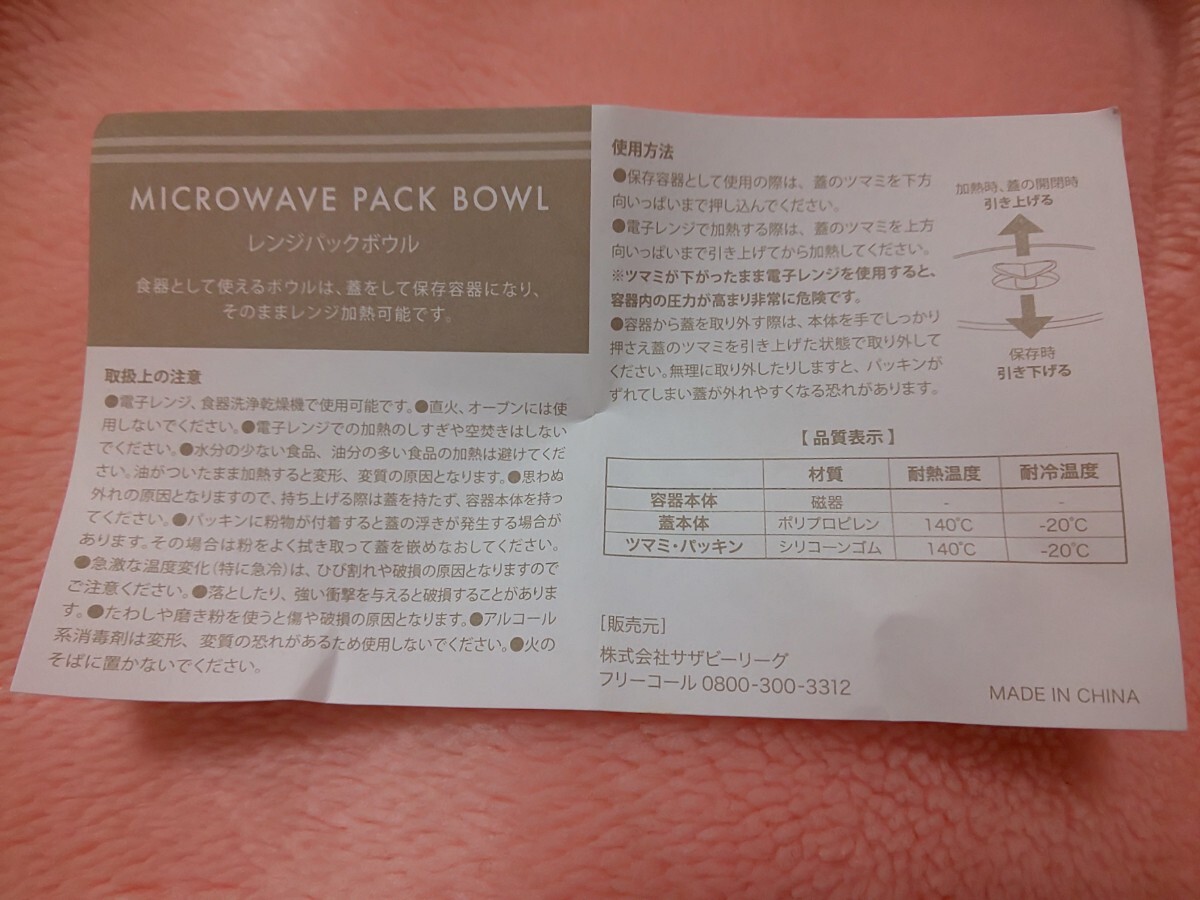 MICROWAVE PACK BOWL
レンジパックボウル
食器として使えるボウルは、蓋をして保存容器になり、
そのままレンジ加熱可能です。
取扱上の注意
●電子レンジ、食器洗浄乾燥機で使用可能です。●直火、オーブンには使
用しないでください。●電子レンジでの加熱のしすぎや空焚きはしない
でください。●水分の少ない食品、油分の多い食品の加熱は避けてくだ
さい。油がついたまま加熱すると変形、変質の原因となります。●思わぬ
外れの原因となりますので、持ち上げる際は蓋を持たず、容器本体を持っ
てください。●パッキンに粉物が付着すると蓋の浮きが発生する場合が
あります。その場合は粉をよく拭き取って蓋を嵌めなおしてください。
●急激な温度変化(特に急冷)は、ひび割れや破損の原因となりますので
ご注意ください。●落としたり、強い衝撃を与えると破損することがありま
す。●たわしや磨き粉を使うと傷や破損の原因となります。●アルコール
系消毒剤は変形、変質の恐れがあるため使用しないでください。●火の
そばに置かないでください。
使用方法
●保存容器として使用の際は、蓋のツマミを下方
向いっぱいまで押し込んでください。
●電子レンジで加熱する際は、蓋のツマミを上方
向いっぱいまで引き上げてから加熱してください。
※ツマミが下がったまま電子レンジを使用すると、
容器内の圧力が高まり非常に危険です。
●容器から蓋を取り外す際は、本体を手でしっかり
押さえ蓋のツマミを引き上げた状態で取り外して
ください。無理に取り外したりしますと、パッキンが
ずれてしまい蓋が外れやすくなる恐れがあります。
加熱時、蓋の開閉時
引き上げる
保存時
引き下げる
【品質表示】
材質 耐熱温度 耐冷温度
容器本体 磁器 - -
蓋本体 ポリプロピレン 140℃ -20℃
ツマミ・パッキン シリコーンゴム 140℃ -20℃
[販売元]
株式会社サザビーリーグ
フリーコール 0800-300-3312
MADE IN CHINA